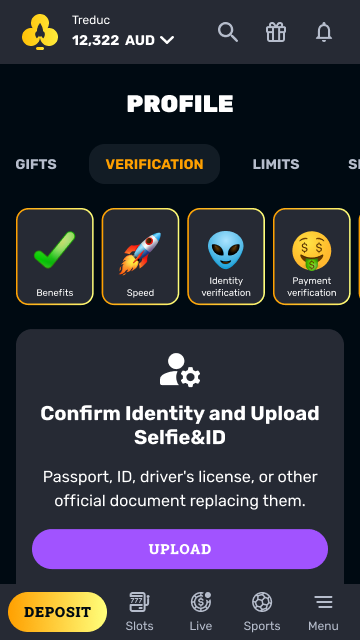 Treduc
12,322 AUD
PROFILE
GIFTS VERIFICATION LIMITS
Benefits
Speed
Identity
verification
Payment
verification
Confirm Identity and Upload
Selfie&ID
Passport, ID, driver's license, or other
official document replacing them.
UPLOAD
DEPOSIT
Slots
Live
Sports
Menu